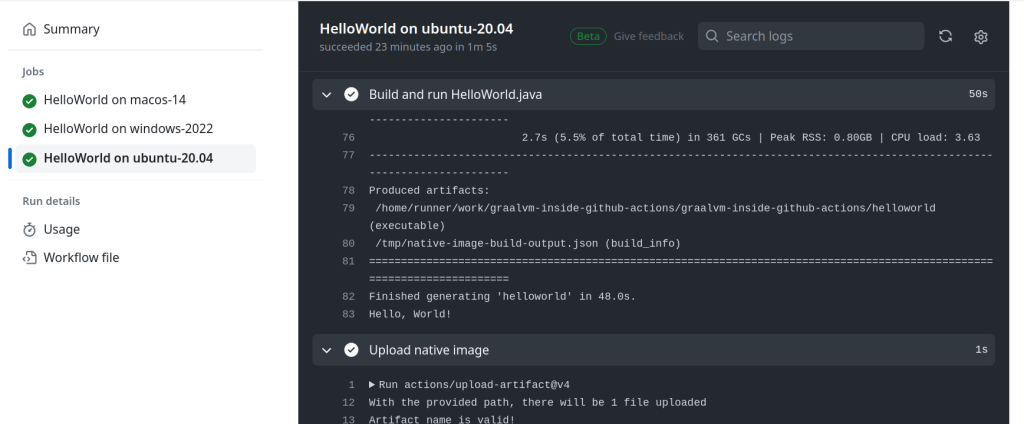 Summary
Jobs
HelloWorld on macos-14
HelloWorld on windows-2022
HelloWorld on ubuntu-20.04
Run details
Usage
Workflow file
HelloWorld on ubuntu-20.04
succeeded 23 minutes ago in 1m 5s
Beta Give feedback
Search logs
Build and run HelloWorld.java 50s
----------------------
76 2.7s (5.5% of total time) in 361 GCs | Peak RSS: 0.80GB | CPU load: 3.63
77 ---------------------------------------------------------------------------------------------------
----------------------
78 Produced artifacts:
79 /home/runner/work/graalvm-inside-github-actions/graalvm-inside-github-actions/helloworld
(executable)
80 /tmp/native-image-build-output.json (build_info)
81 ===================================================================================================
======================
82 Finished generating 'helloworld' in 48.0s.
83 Hello, World!
Upload native image 1s
1 Run actions/upload-artifact@v4
12 With the provided path, there will be 1 file uploaded
13 Artifact name is valid!